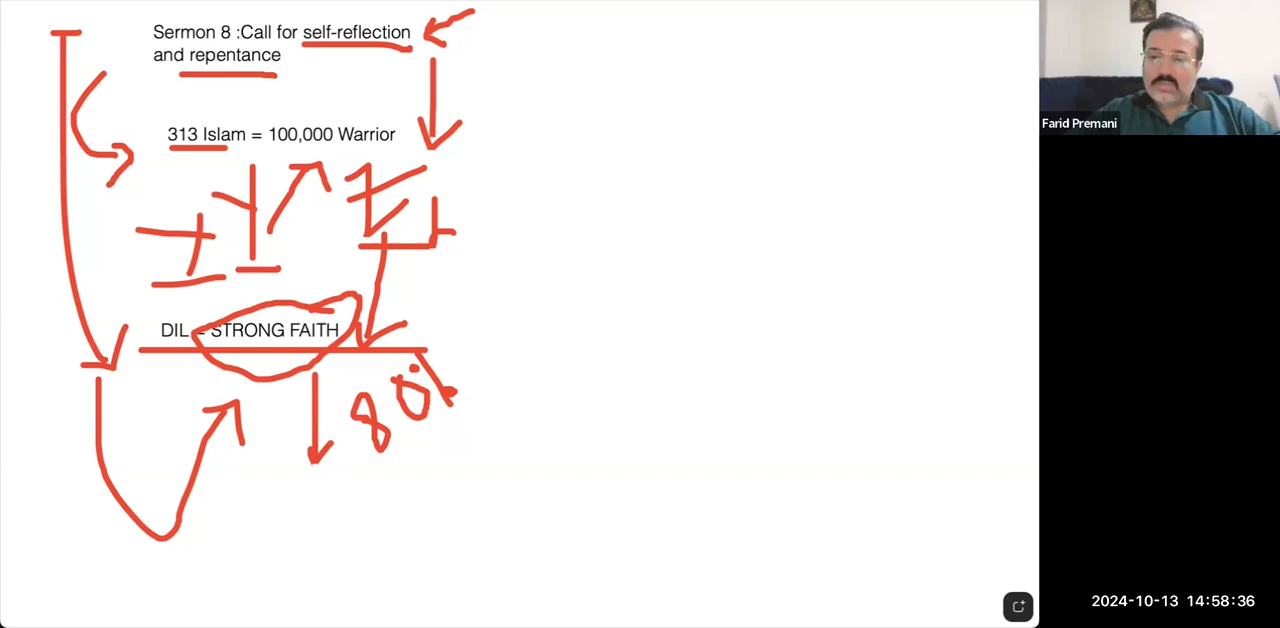 Sermon 8 :Call for self-reflection
and repentance
313 Islam = 100,000 Warrior
DIL = STRONG FAITH
80%
Farid Premani
2024-10-13 14:58:36